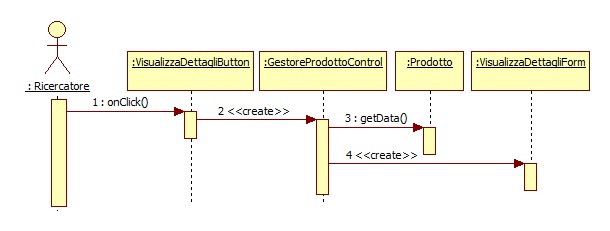 : Ricercatore
:VisualizzaDettagliButton
:GestoreProdottoControl
:Prodotto
:VisualizzaDettagliForm
1 : onClick()
2 <<create>>
3 : getData()
4 <<create>>